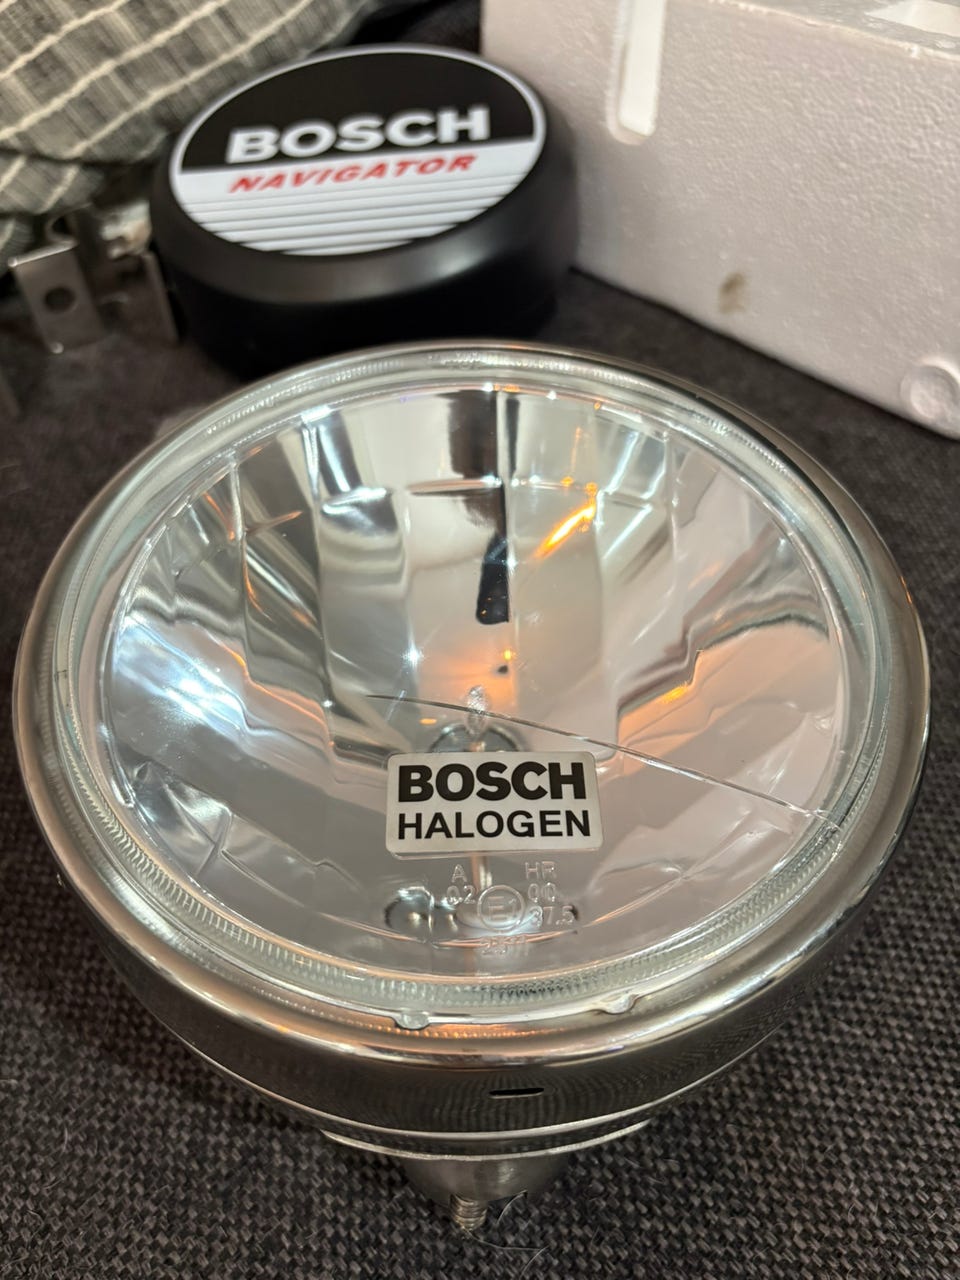 BOSCH
NAVIGATOR
BOSCH
HALOGEN
A HR
02 E1 00
37.5